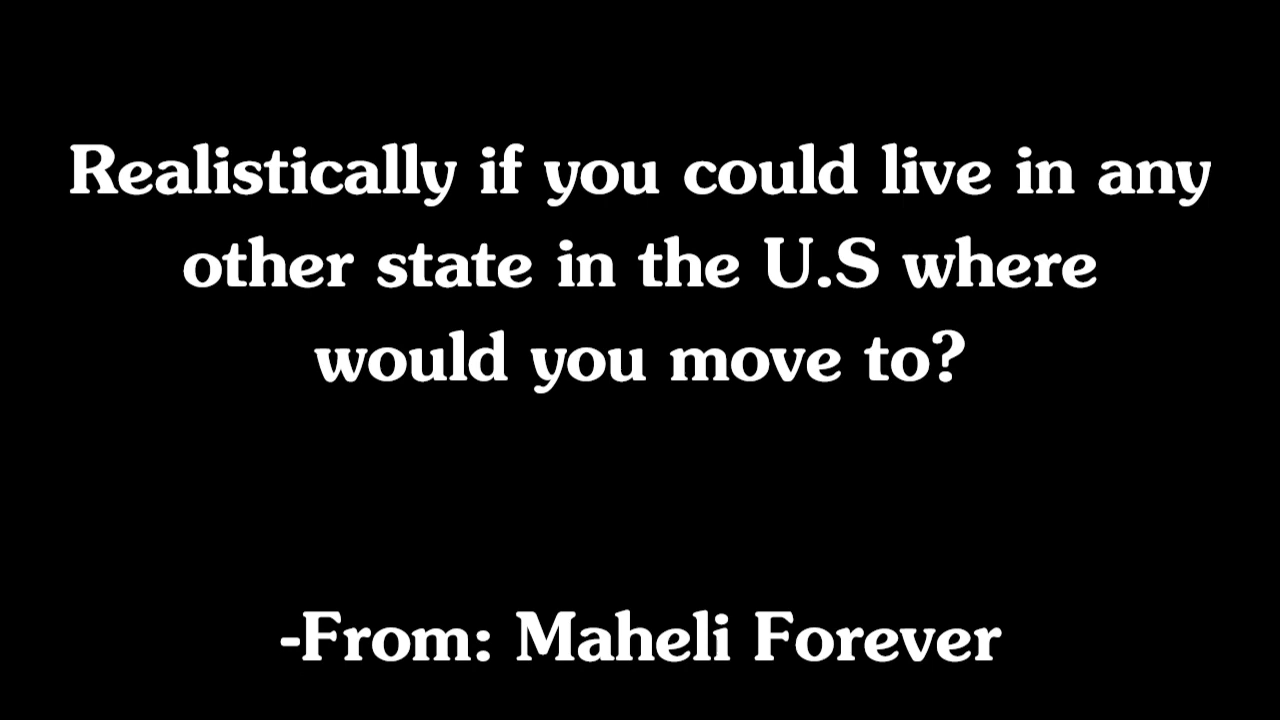 Realistically if you could live in any
other state in the U.S where
would you move to?
-From: Maheli Forever